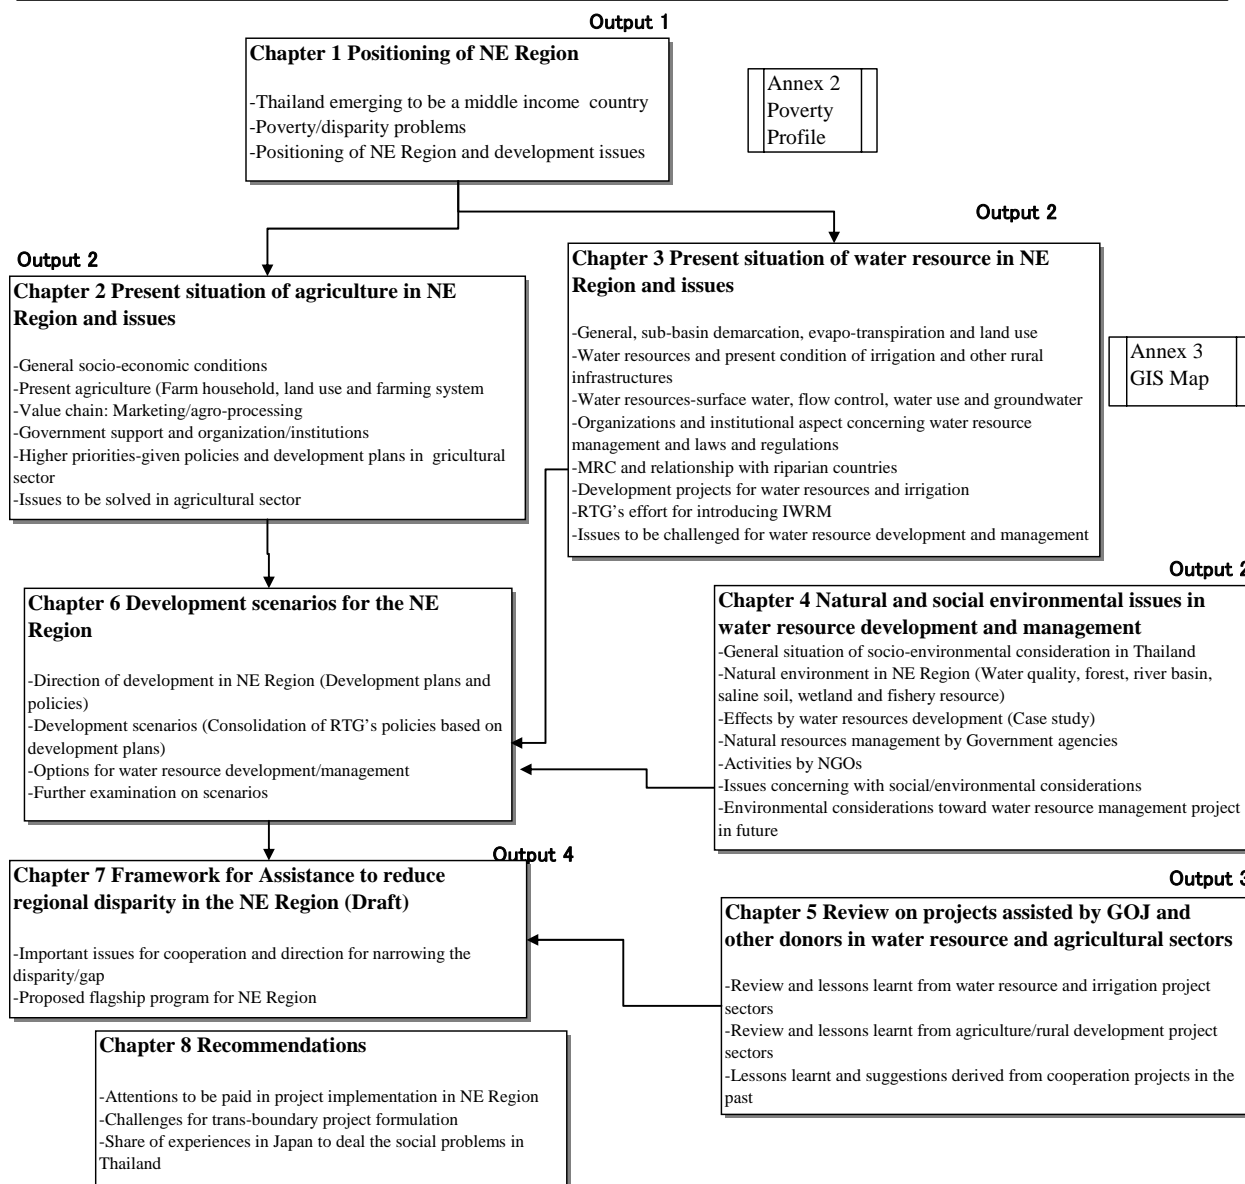 Output 1
Chapter 1 Positioning of NE Region
-Thailand emerging to be a middle income country
-Poverty/disparity problems
-Positioning of NE Region and development issues
Annex 2
Poverty
Profile
Output 2
Chapter 2 Present situation of agriculture in NE
Region and issues
-General socio-economic conditions
-Present agriculture (Farm household, land use and farming system
-Value chain: Marketing/agro-processing
-Government support and organization/institutions
-Higher priorities-given policies and development plans in gricultural
sector
-Issues to be solved in agricultural sector
Output 2
Chapter 3 Present situation of water resource in NE
Region and issues
-General, sub-basin demarcation, evapo-transpiration and land use
-Water resources and present condition of irrigation and other rural
infrastructures
-Water resources-surface water, flow control, water use and groundwater
-Organizations and institutional aspect concerning water resource
management and laws and regulations
-MRC and relationship with riparian countries
-Development projects for water resources and irrigation
-RTG's effort for introducing IWRM
-Issues to be challenged for water resource development and management
Annex 3
GIS Map
Chapter 6 Development scenarios for the NE
Region
-Direction of development in NE Region (Development plans and
policies)
-Development scenarios (Consolidation of RTG's policies based on
development plans)
-Options for water resource development/management
-Further examination on scenarios
Output 2
Chapter 4 Natural and social environmental issues in
water resource development and management
-General situation of socio-environmental consideration in Thailand
-Natural environment in NE Region (Water quality, forest, river basin,
saline soil, wetland and fishery resource)
-Effects by water resources development (Case study)
-Natural resources management by Government agencies
-Activities by NGOs
-Issues concerning with social/environmental considerations
-Environmental considerations toward water resource management project
in future
Output 4
Chapter 7 Framework for Assistance to reduce
regional disparity in the NE Region (Draft)
-Important issues for cooperation and direction for narrowing the
disparity/gap
-Proposed flagship program for NE Region
Output 3
Chapter 5 Review on projects assisted by GOJ and
other donors in water resource and agricultural sectors
-Review and lessons learnt from water resource and irrigation project
sectors
-Review and lessons learnt from agriculture/rural development project
sectors
-Lessons learnt and suggestions derived from cooperation projects in the
past
Chapter 8 Recommendations
-Attentions to be paid in project implementation in NE Region
-Challenges for trans-boundary project formulation
-Share of experiences in Japan to deal the social problems in
Thailand